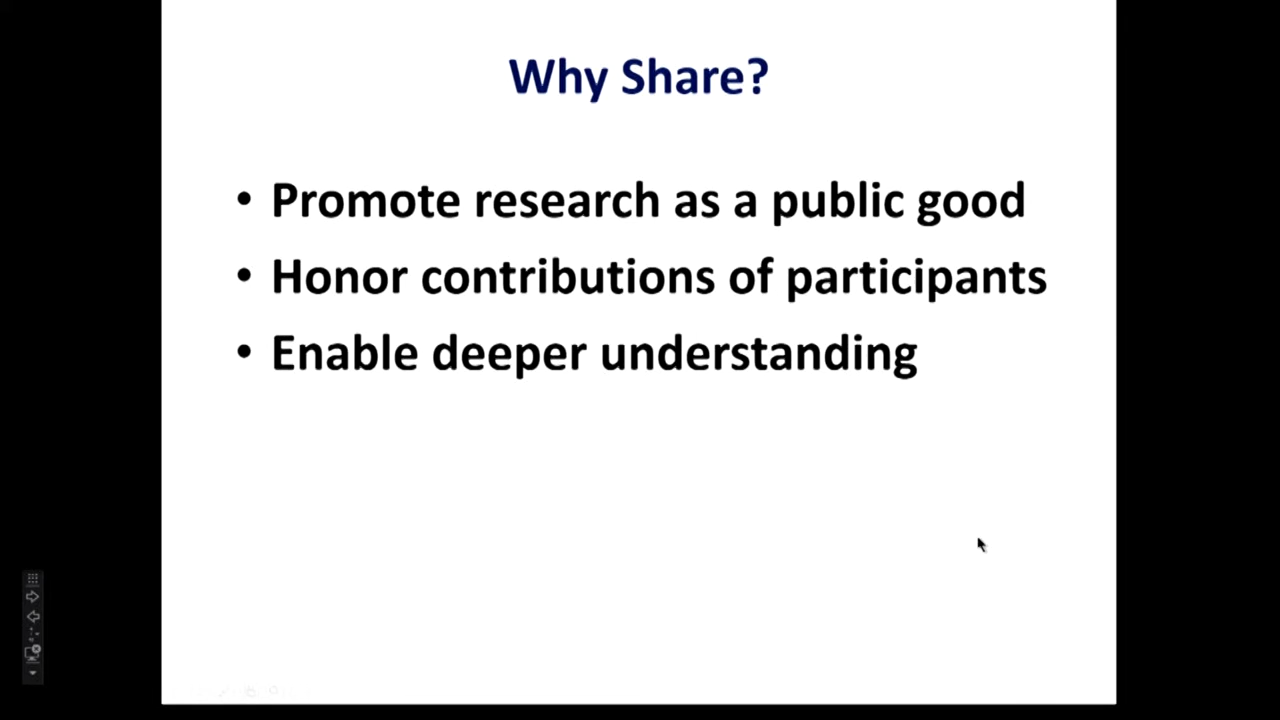 Why Share?
• Promote research as a public good
• Honor contributions of participants
• Enable deeper understanding